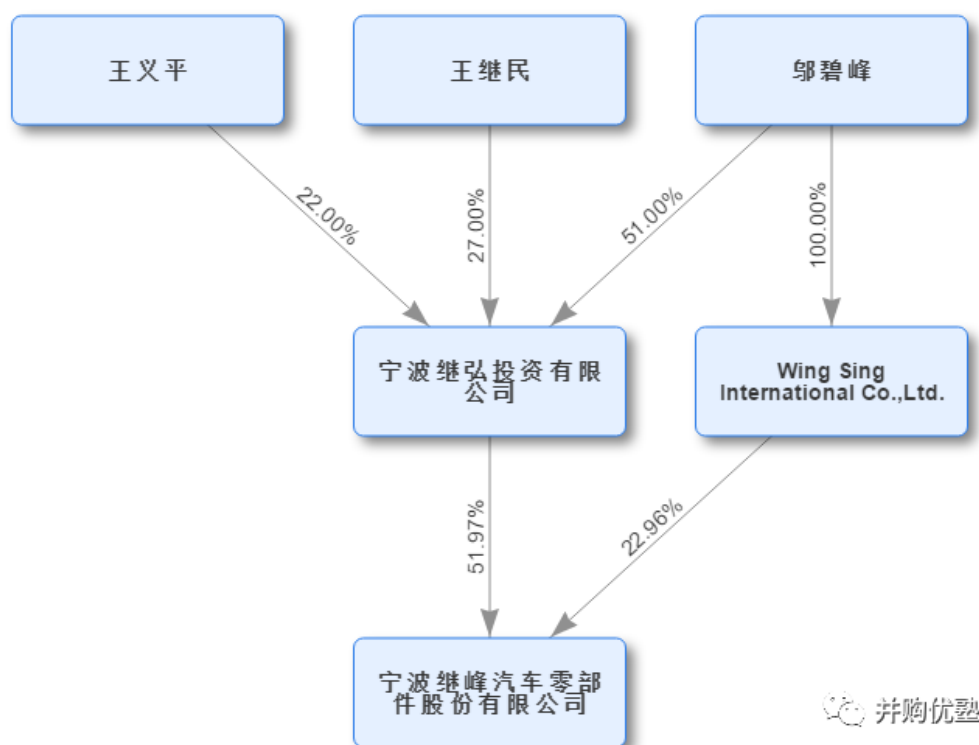 王义平
王继民
邬碧峰
22.00%
27.00%
51.00%
100.00%
宁波继弘投资有限
公司
Wing Sing
International Co.,Ltd.
51.97%
22.96%
宁波继峰汽车零部
件股份有限公司
并购优塾